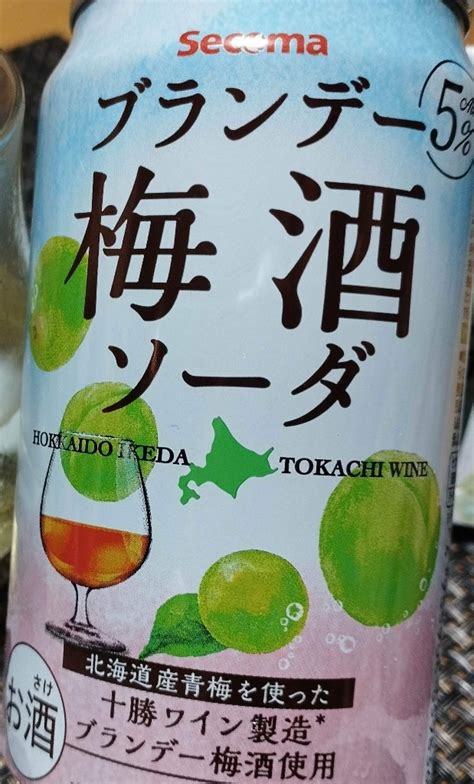 Secoma
ブランデー
5%
梅酒
ソーダ
HOKKAIDO IKEDA TOKACHI WINE
北海道産青梅を使った
十勝ワイン製造*
ブランデー梅酒使用
さけ
お酒